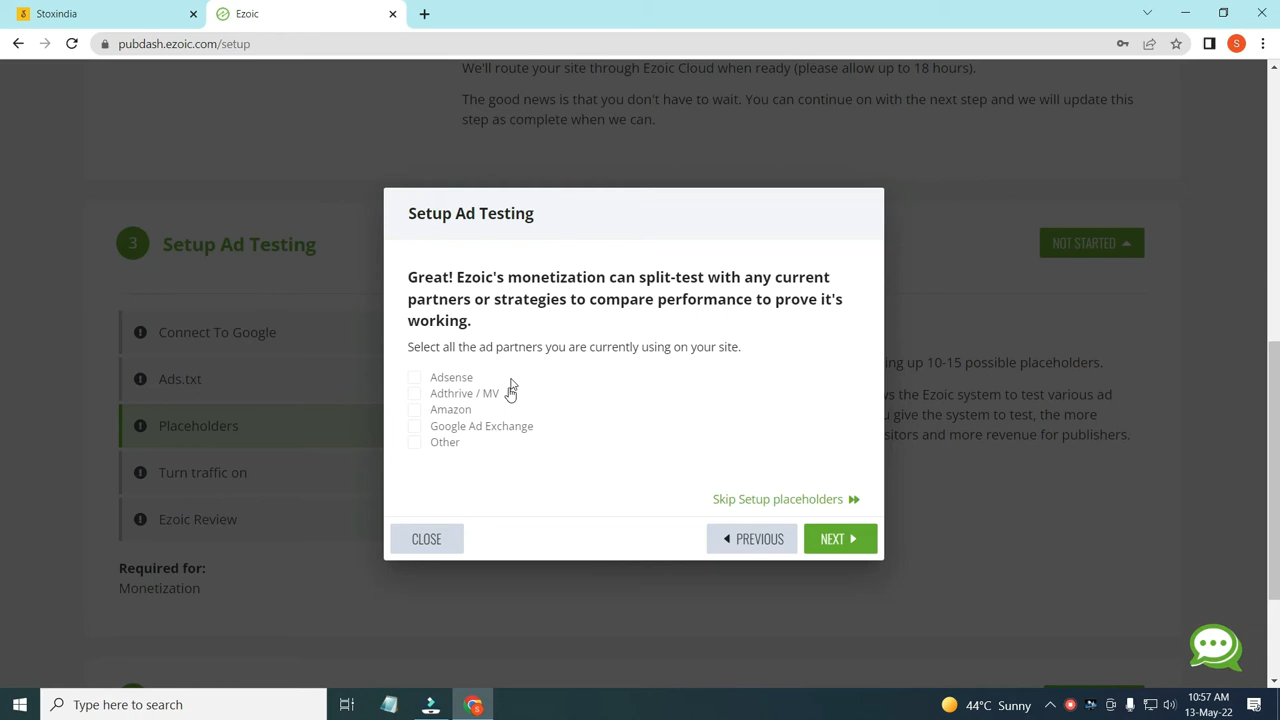 Stoxindia
Ezoic
pubdash.ezoic.com/setup
S
We'll route your site through Ezoic Cloud when ready (please allow up to 18 hours).
The good news is that you don't have to wait. You can continue on with the next step and we will update this
step as complete when we can.
3
Setup Ad Testing
NOT STARTED
Connect To Google
Ads.txt
Placeholders
Turn traffic on
Ezoic Review
Required for:
Monetization
ing up 10-15 possible placeholders.
ws the Ezoic system to test various ad
u give the system to test, the more
sitors and more revenue for publishers.
Setup Ad Testing
Great! Ezoic's monetization can split-test with any current
partners or strategies to compare performance to prove it's
working.
Select all the ad partners you are currently using on your site.
Adsense
Adthrive / MV
Amazon
Google Ad Exchange
Other
Skip Setup placeholders
CLOSE
PREVIOUS
NEXT
Type here to search
S
44°C Sunny
10:57 AM
13-May-22